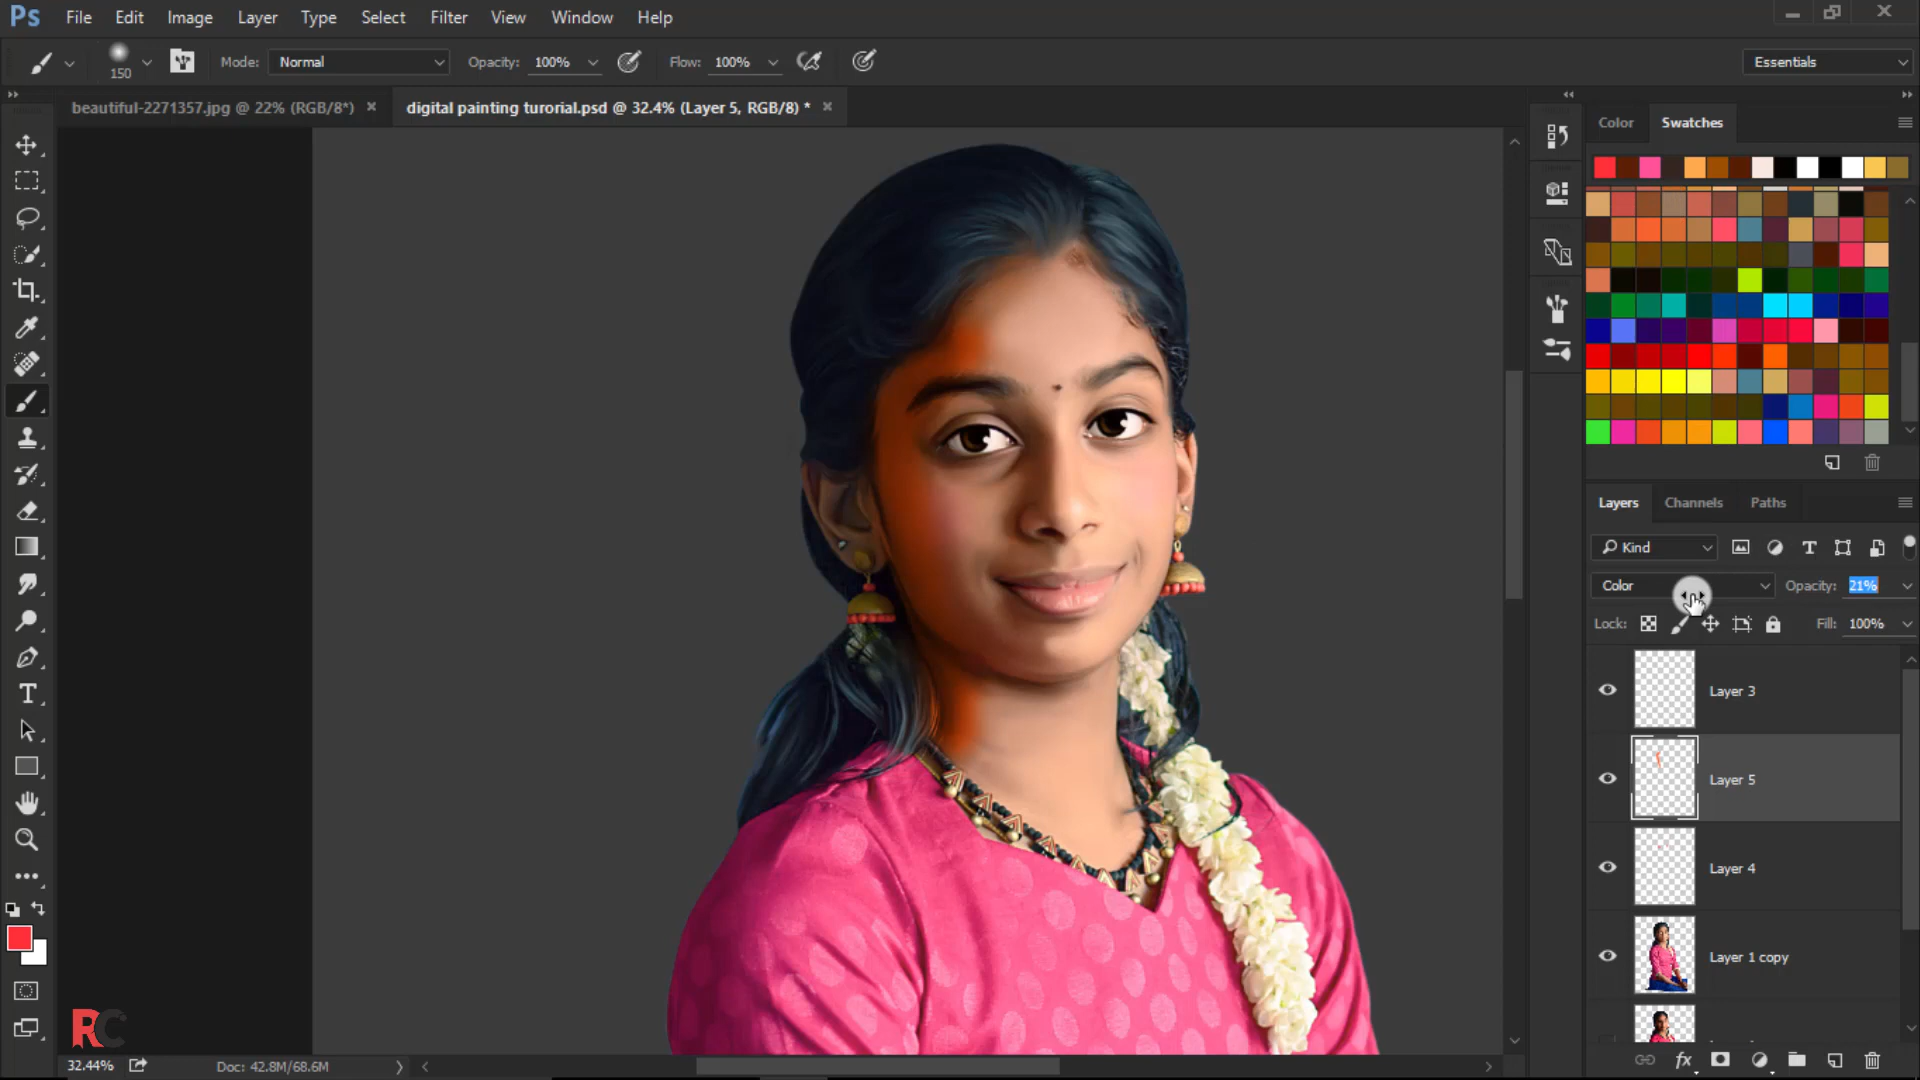 Ps File Edit Image Layer Type Select Filter View Window Help
150 Mode: Normal Opacity: 100% Flow: 100% Essentials
beautiful-2271357.jpg @ 22% (RGB/8*) × digital painting turorial.psd @ 32.4% (Layer 5, RGB/8) * ×
Color Swatches
Layers Channels Paths
Kind
Color Opacity: 21%
Lock: Fill: 100%
Layer 3
Layer 5
Layer 4
Layer 1 copy
RC
32.44% Doc: 42.8M/68.6M
fx